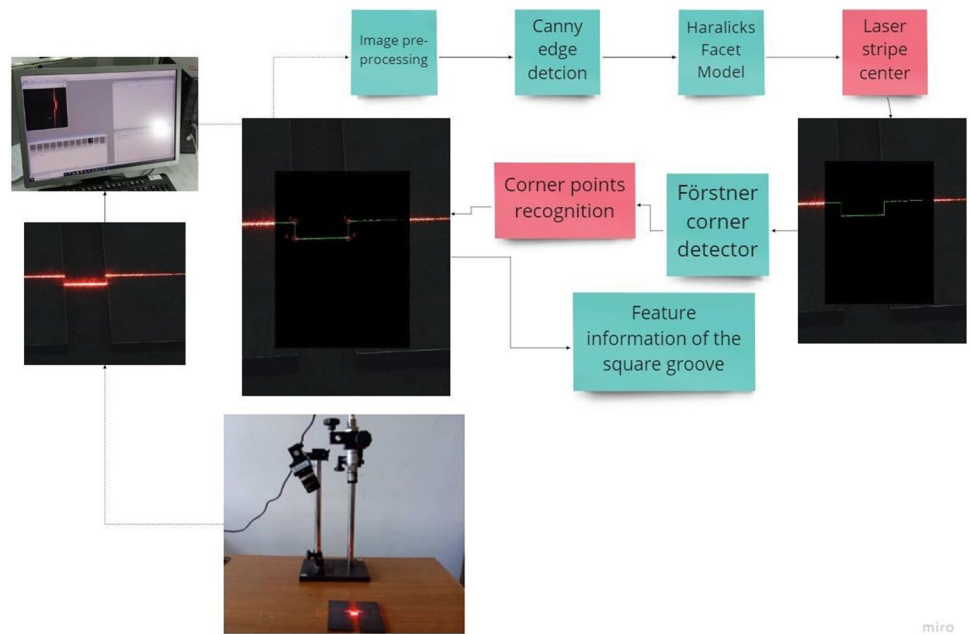 Image pre-
processing
Canny
edge
detcion
Haralicks
Facet
Model
Laser
stripe
center
Corner points
recognition
Förstner
corner
detector
Feature
information of the
square groove
miro